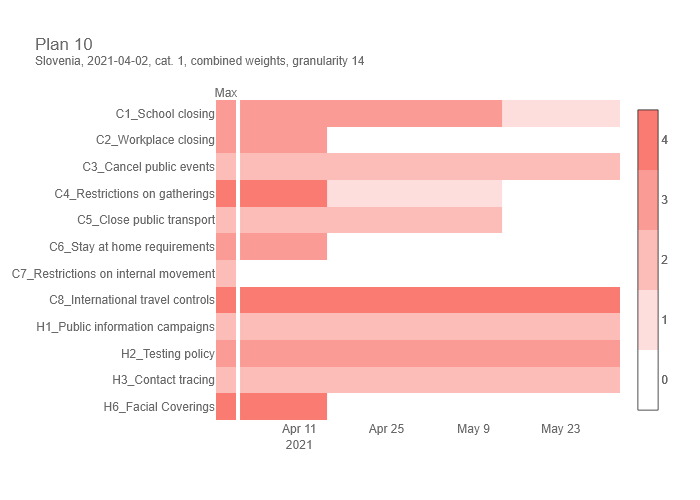 Plan 10
Slovenia, 2021-04-02, cat. 1, combined weights, granularity 14
Max
C1_School closing
C2_Workplace closing
C3_Cancel public events
C4_Restrictions on gatherings
C5_Close public transport
C6_Stay at home requirements
C7_Restrictions on internal movement
C8_International travel controls
H1_Public information campaigns
H2_Testing policy
H3_Contact tracing
H6_Facial Coverings
Apr 11 Apr 25 May 9 May 23
2021
4
3
2
1
0